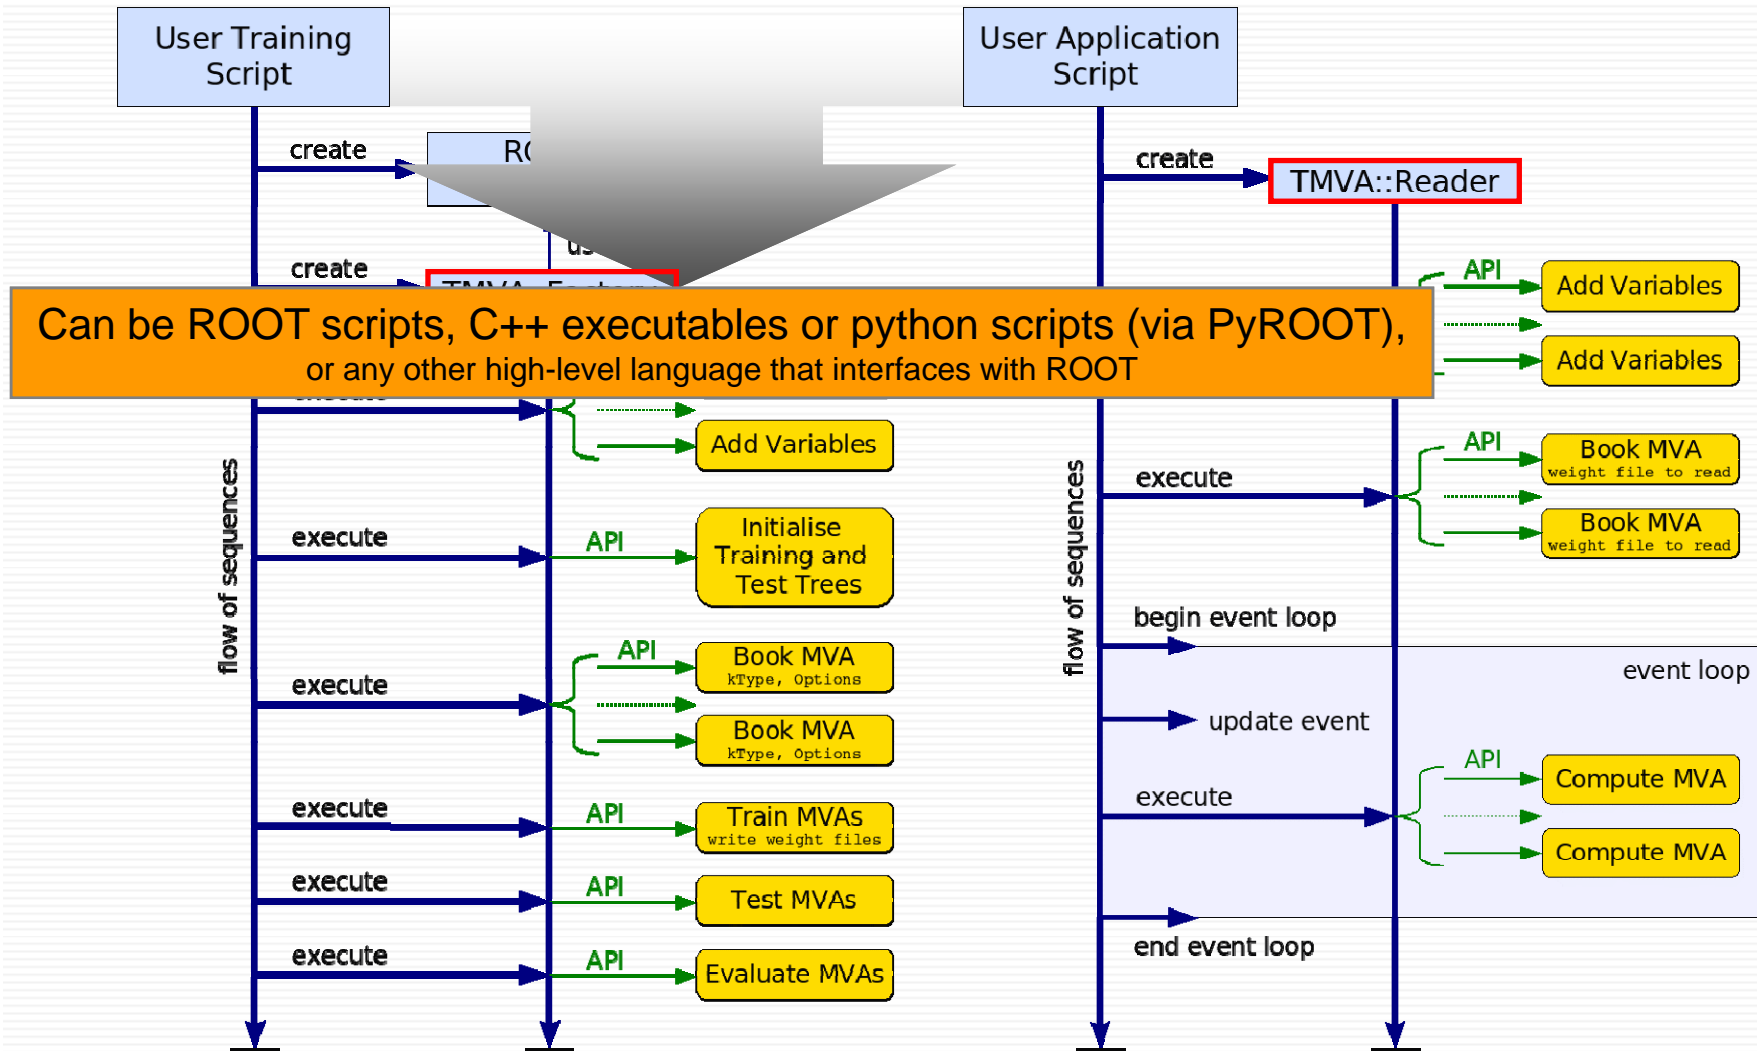 User Training
Script
create
create
Can be ROOT scripts, C++ executables or python scripts (via PyROOT),
or any other high-level language that interfaces with ROOT
Add Variables
flow of sequences
execute
API
Initialise
Training and
Test Trees
execute
API
Book MVA
kType, Options
Book MVA
kType, Options
execute
API
Train MVAs
write weight files
execute
API
Test MVAs
execute
API
Evaluate MVAs
User Application
Script
create
TMVA::Reader
API
Add Variables
Add Variables
flow of sequences
execute
API
Book MVA
weight file to read
Book MVA
weight file to read
begin event loop
event loop
update event
execute
API
Compute MVA
Compute MVA
end event loop